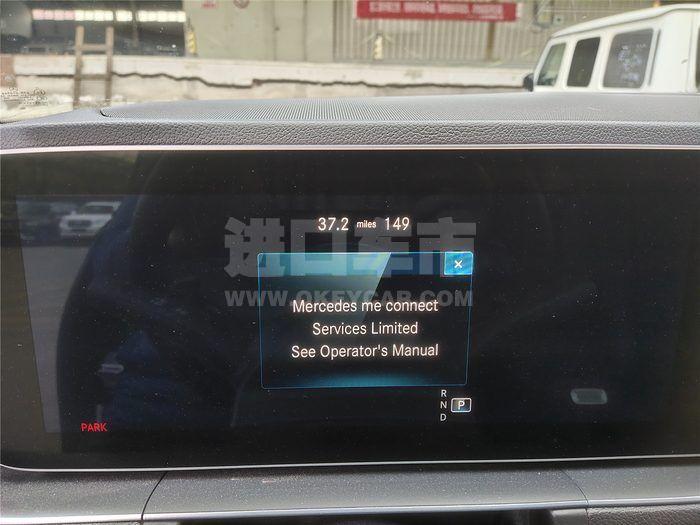 37.2 miles 149
进口车市
WWW.OKEYCAR.COM
Mercedes me connect
Services Limited
See Operator's Manual
R
N P
D
PARK